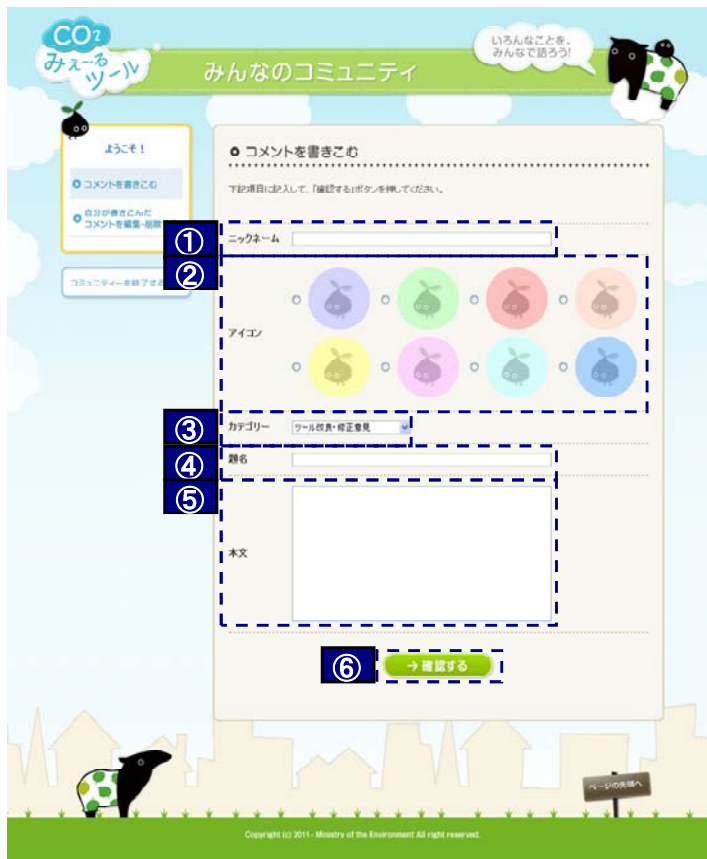 CO2
みえ~る
ツール
みんなのコミュニティ
いろんなことを、
みんなで語ろう!
ようこそ!
コメントを書きこむ
自分が書きこんだ
コメントを編集・削除
コミュニティーを終了する
コメントを書きこむ
下記項目に記入して、「確認する」ボタンを押してください。
① ニックネーム
②
アイコン
③ カテゴリー ツール改良・修正意見
④ 題名
⑤
本文
⑥ →確認する
ページの先頭へ
Copyright (c) 2011- Ministry of the Environment All right reserved.